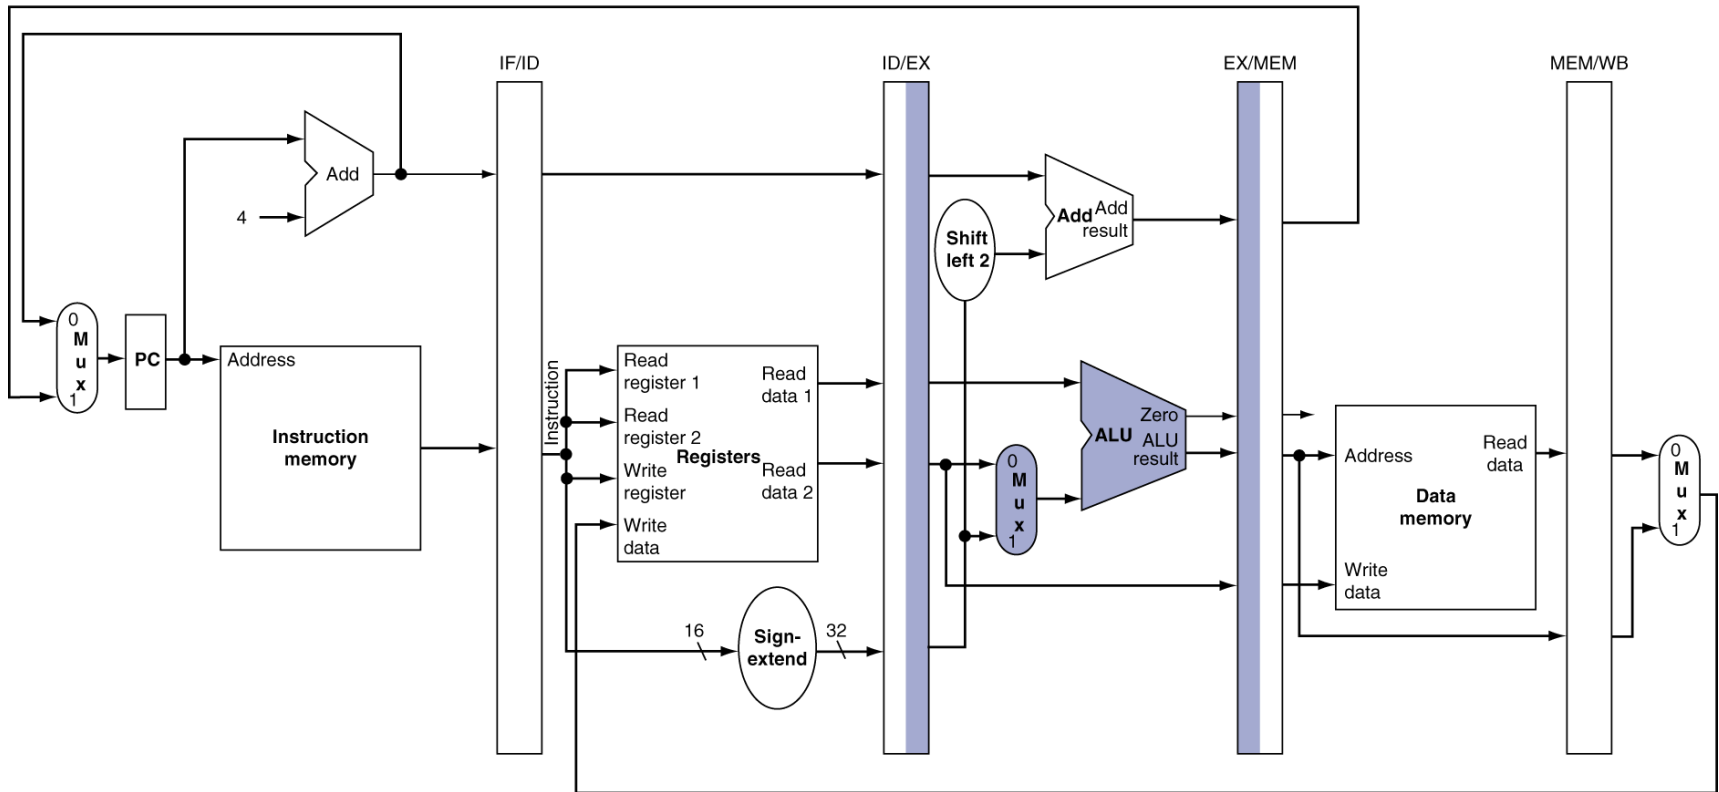 IF/ID
ID/EX
EX/MEM
MEM/WB
Add
4
Add
Add
result
Shift
left 2
0
M
u
x
1
PC
Address
Instruction
memory
Instruction
Read
register 1
Read
register 2
Write
register
Write
data
Registers
Read
data 1
Read
data 2
16
Sign-
extend
32
0
M
u
x
1
ALU
Zero
ALU
result
Address
Read
data
Data
memory
Write
data
0
M
u
x
1